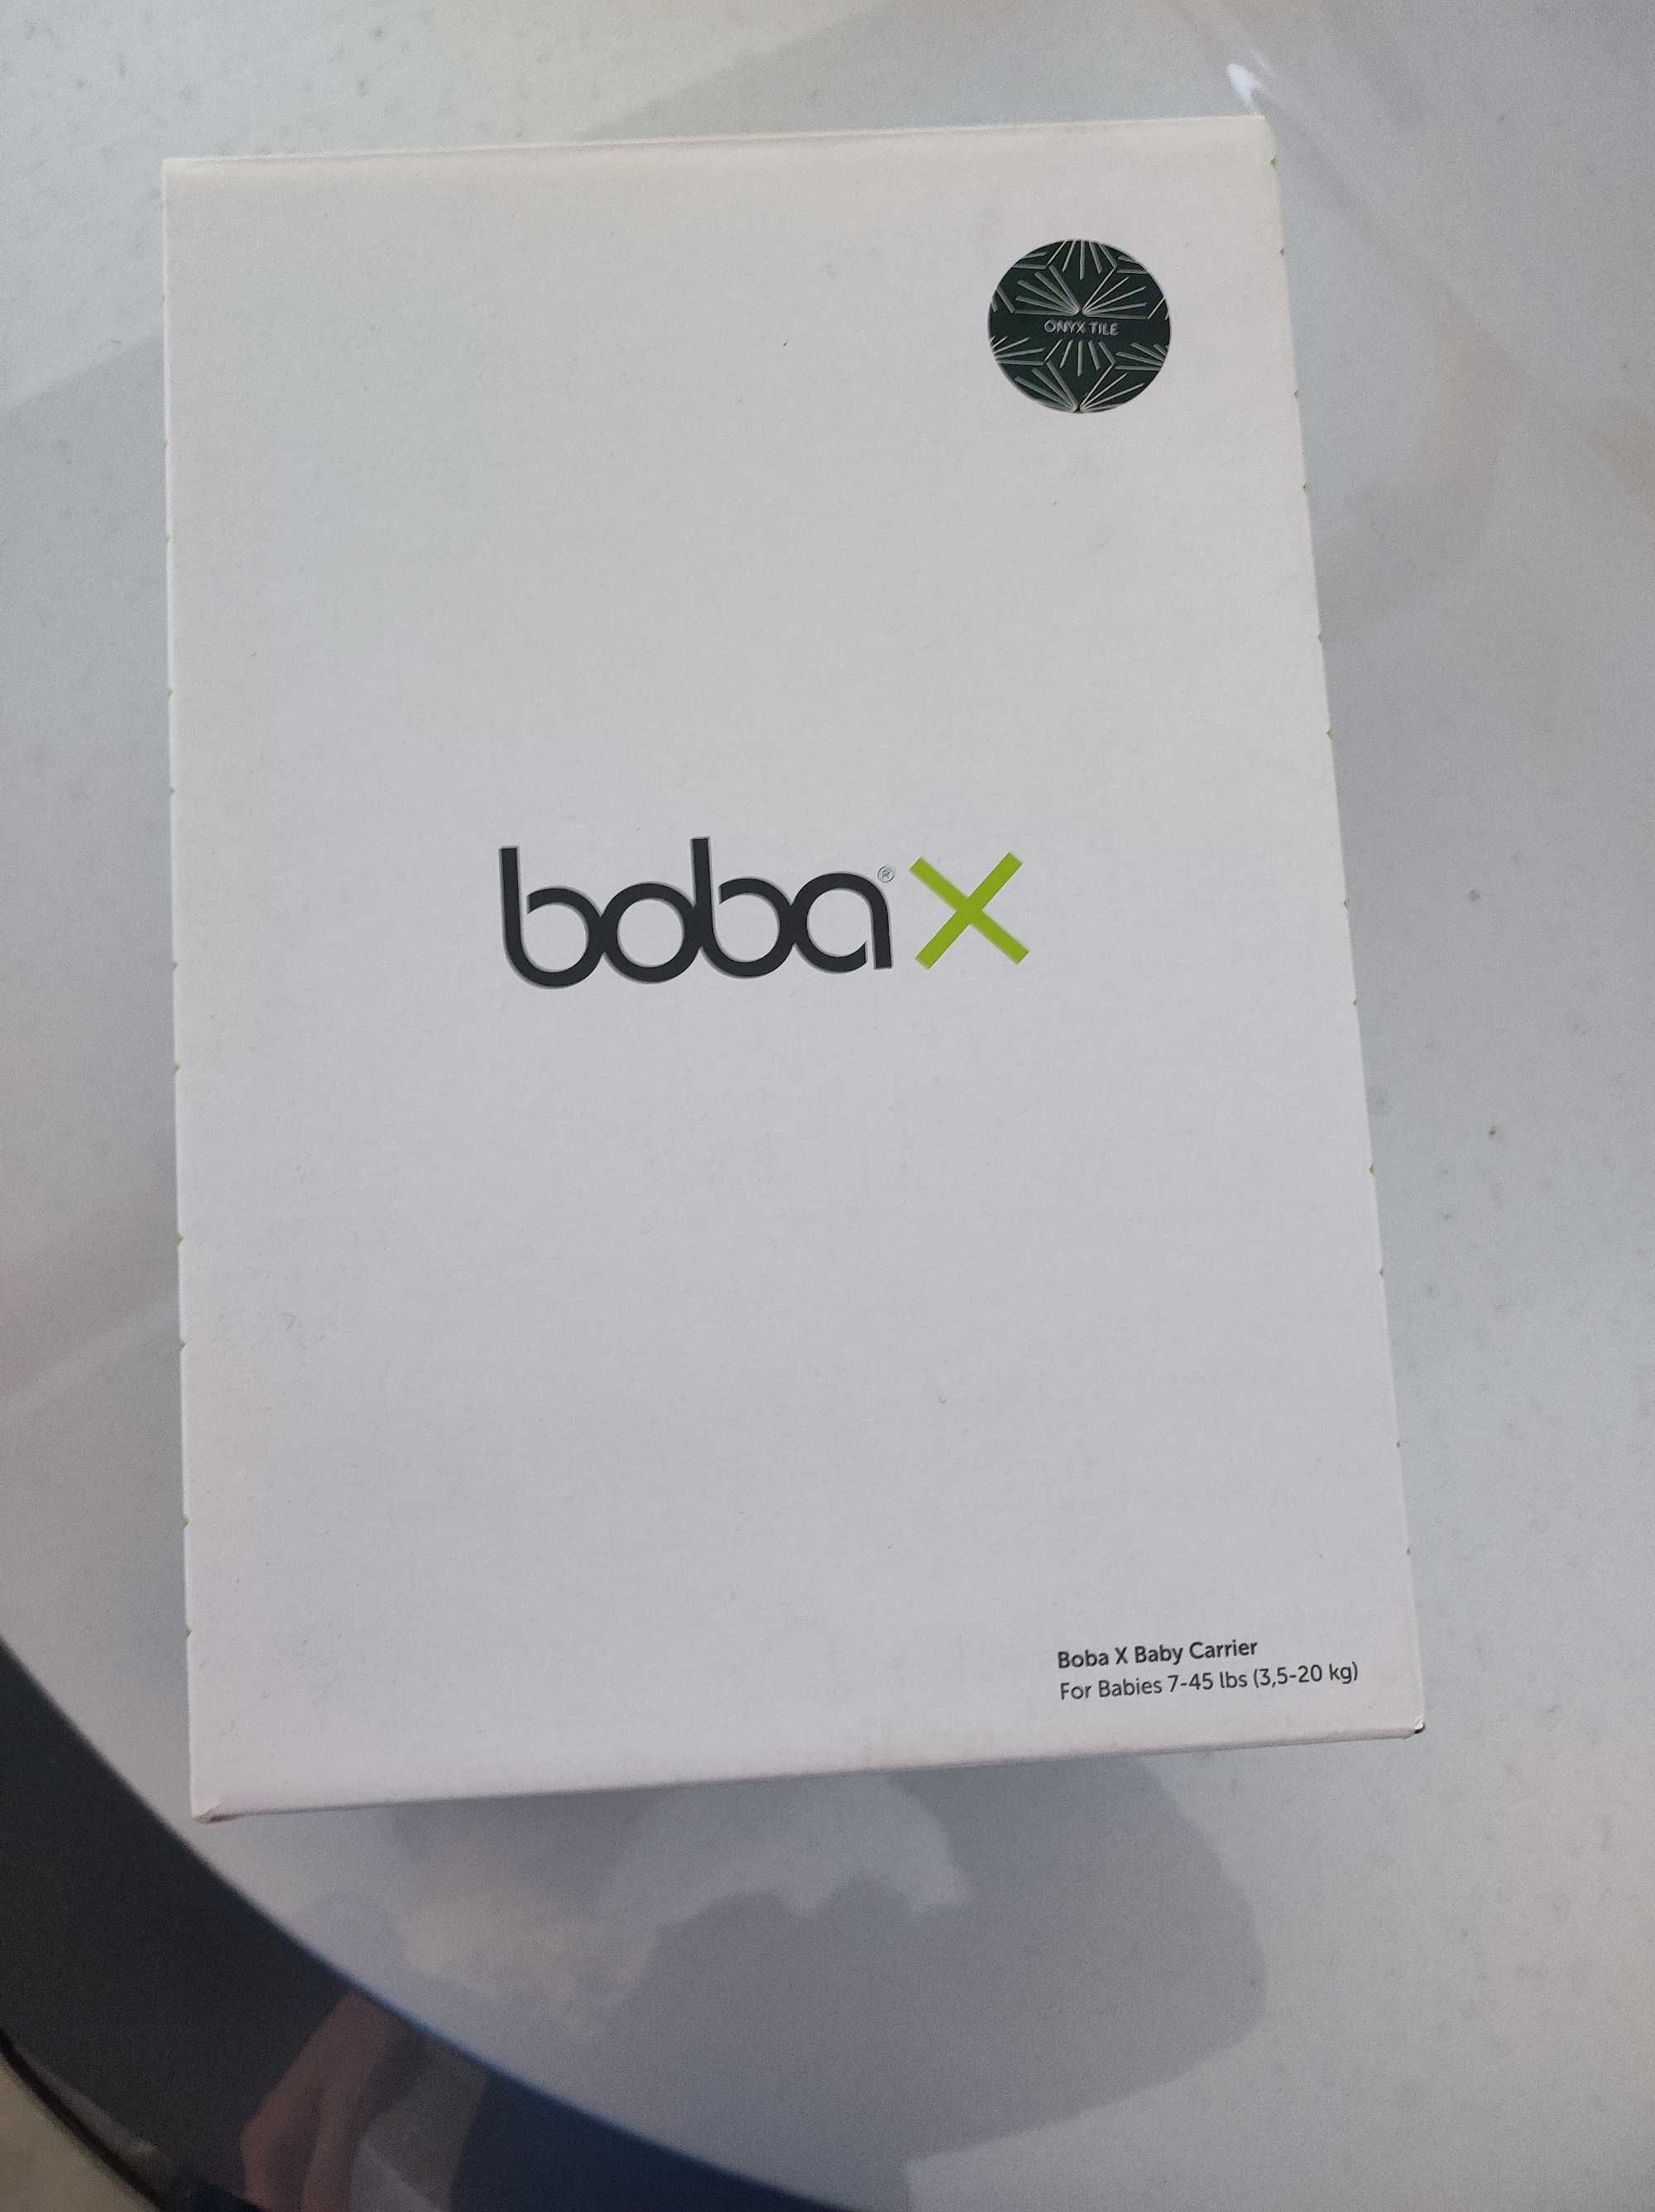 ONYX TILE
boba® X
Boba X Baby Carrier
For Babies 7-45 lbs (3,5-20 kg)